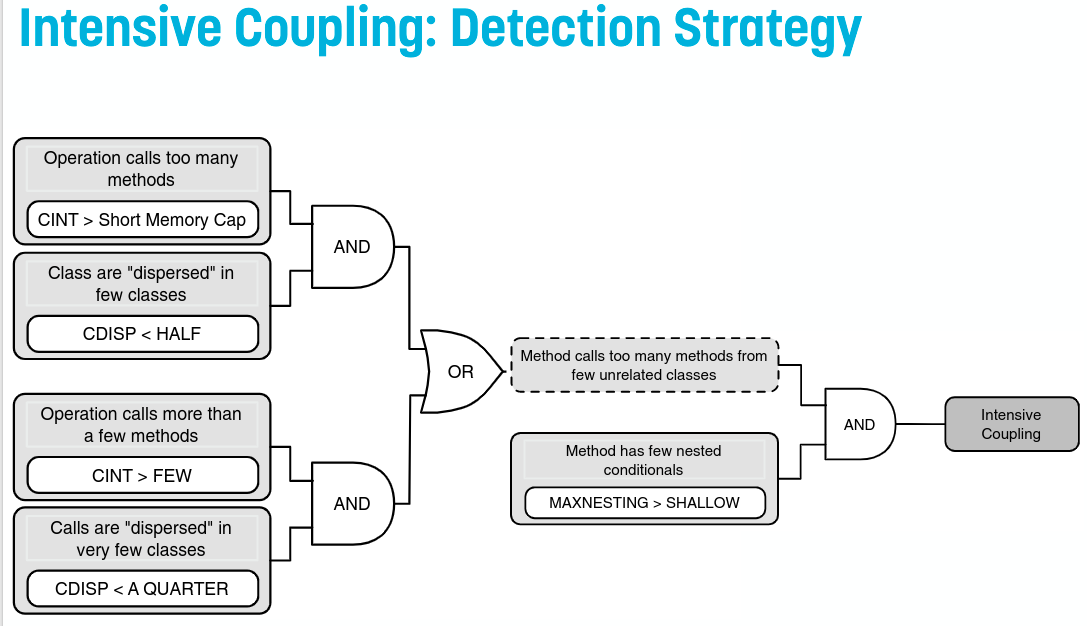 Intensive Coupling: Detection Strategy
Operation calls too many
methods
CINT > Short Memory Cap
Class are "dispersed" in
few classes
CDISP < HALF
AND
Operation calls more than
a few methods
CINT > FEW
Calls are "dispersed" in
very few classes
CDISP < A QUARTER
AND
OR
Method calls too many methods from
few unrelated classes
Method has few nested
conditionals
MAXNESTING > SHALLOW
AND
Intensive
Coupling